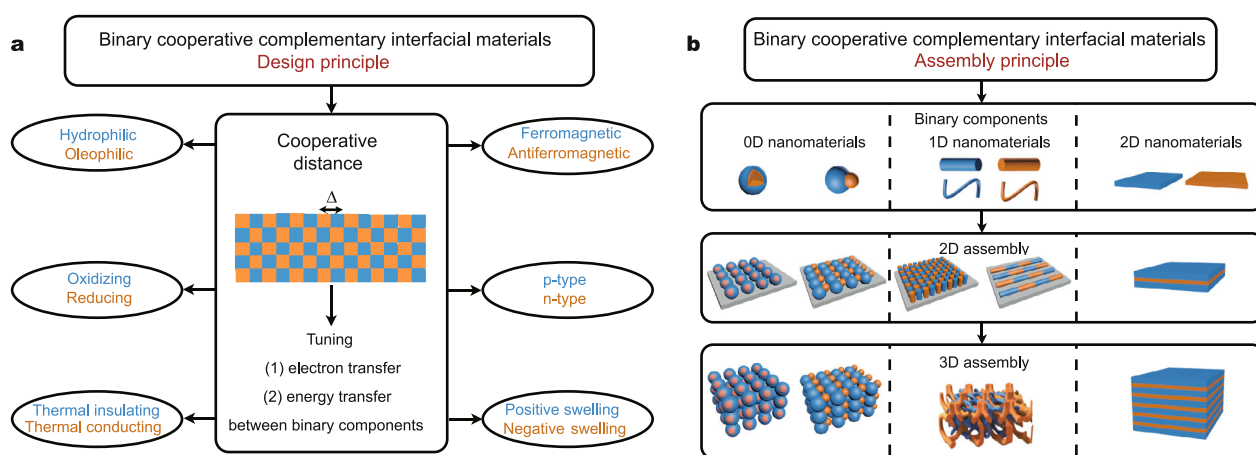 a
Binary cooperative complementary interfacial materials
Design principle
Hydrophilic
Oleophilic
Cooperative
distance
Δ
Ferromagnetic
Antiferromagnetic
Oxidizing
Reducing
p-type
n-type
Tuning
(1) electron transfer
(2) energy transfer
between binary components
Thermal insulating
Thermal conducting
Positive swelling
Negative swelling
b
Binary cooperative complementary interfacial materials
Assembly principle
Binary components
0D nanomaterials
1D nanomaterials
2D nanomaterials
2D assembly
3D assembly